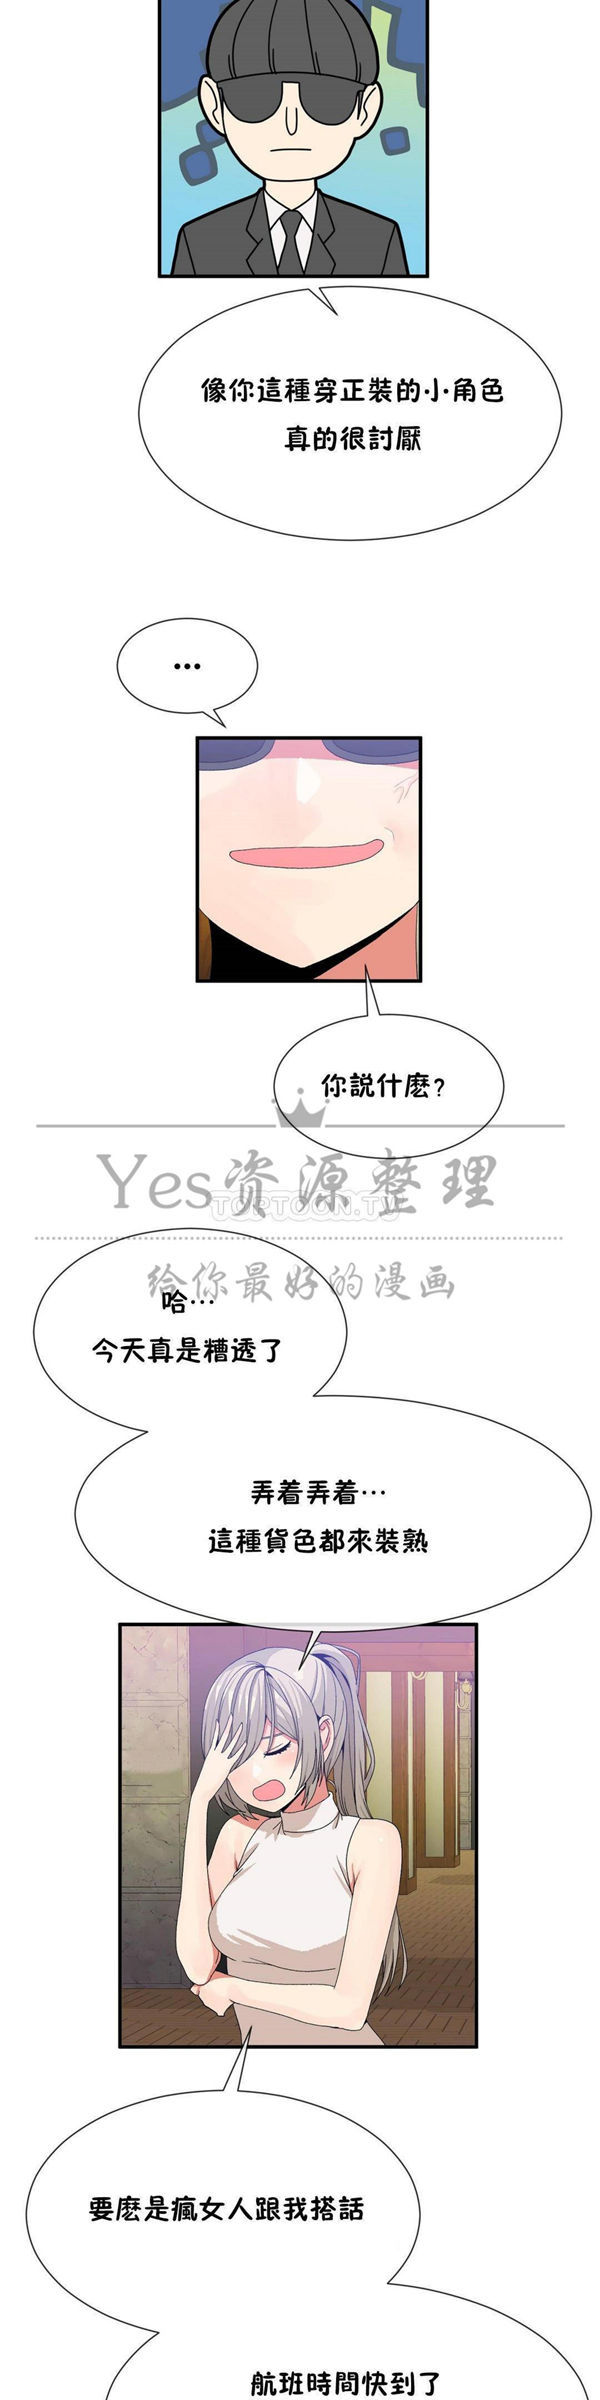 像你這種穿正裝的小角色
真的很討厭
...
你說什麽?
Yes资源整理
TOPTOON.TV
给你最好的漫画
哈…
今天真是糟透了
弄着弄着…
這種貨色都來裝熟
要麽是瘋女人跟我搭話
航班時間快到了